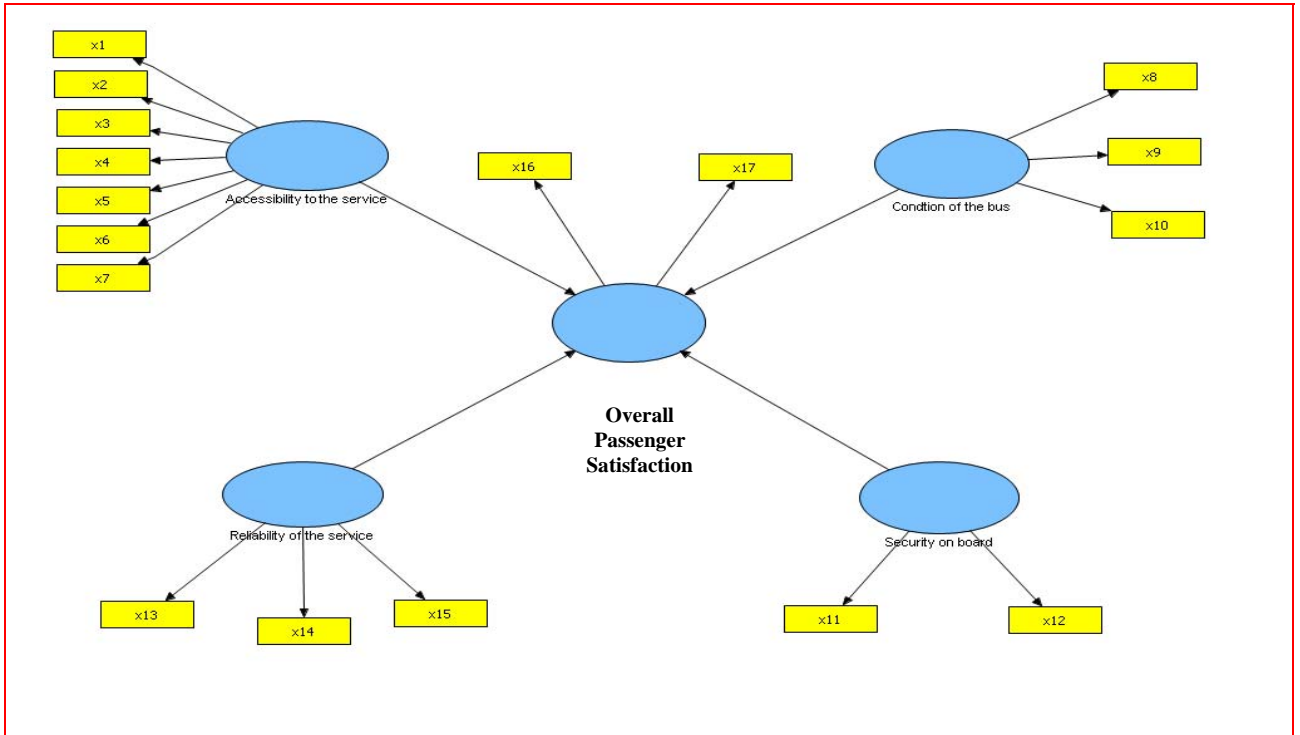 x1
x2
x3
x4
x5
x6
x7
Accessibility to the service
x16
x17
x8
x9
x10
Condtion of the bus
Overall
Passenger
Satisfaction
Reliability of the service
x13
x14
x15
Security on board
x11
x12